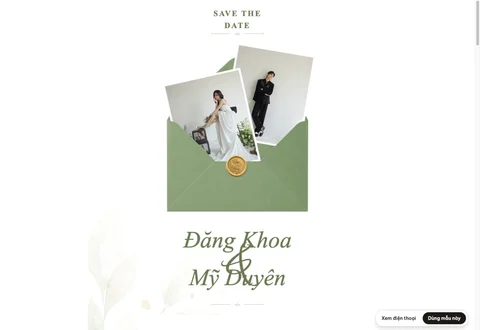 SAVE THE
DATE
Đăng Khoa
&
Mỹ Duyên
Xem điện thoại
Dùng mẫu này